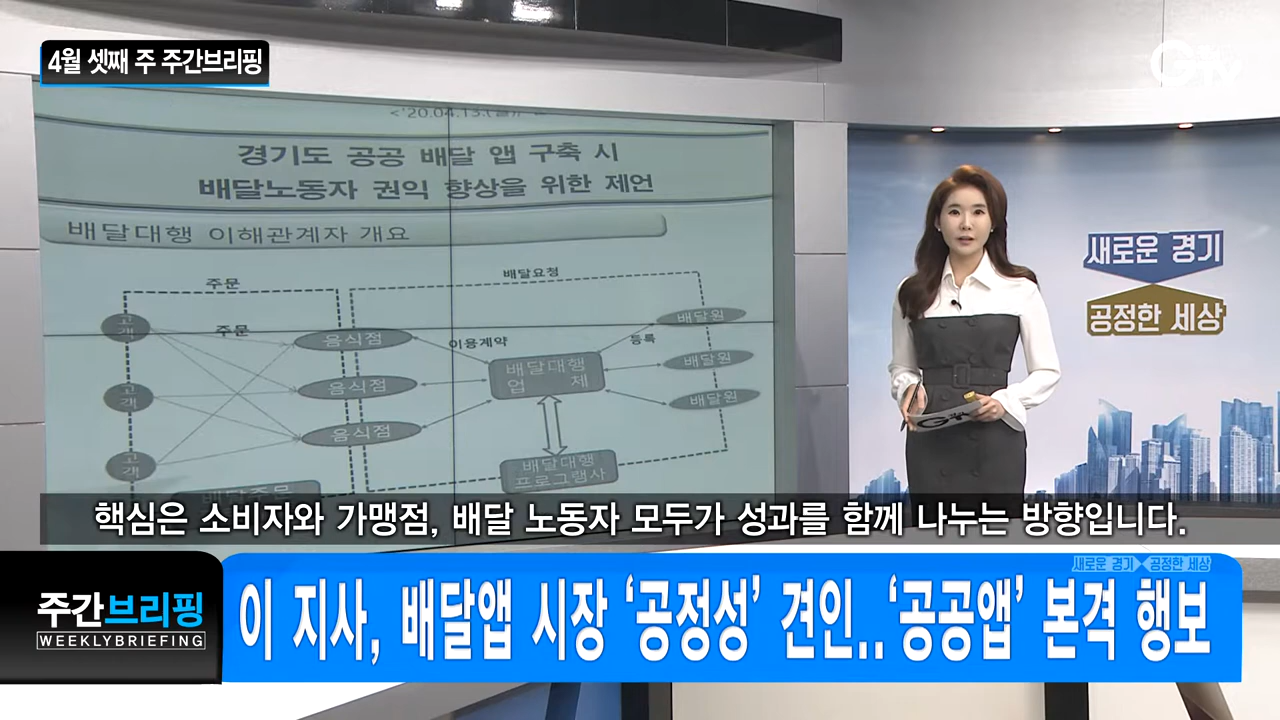 4월 셋째 주 주간브리핑
G TV
<'20.04.13.(월)>
경기도 공공 배달 앱 구축 시
배달노동자 권익 향상을 위한 제언
배달대행 이해관계자 개요
주문
배달요청
고객
주문
음식점
이용계약
등록
배달원
배달대행
업 체
고객
음식점
배달원
배달원
음식점
고객
배달대행
프로그램사
배달주문
새로운 경기
공정한 세상
핵심은 소비자와 가맹점, 배달 노동자 모두가 성과를 함께 나누는 방향입니다.
새로운 경기 공정한 세상
주간브리핑
WEEKLYBRIEFING
이 지사, 배달앱 시장 ‘공정성’ 견인..‘공공앱’ 본격 행보